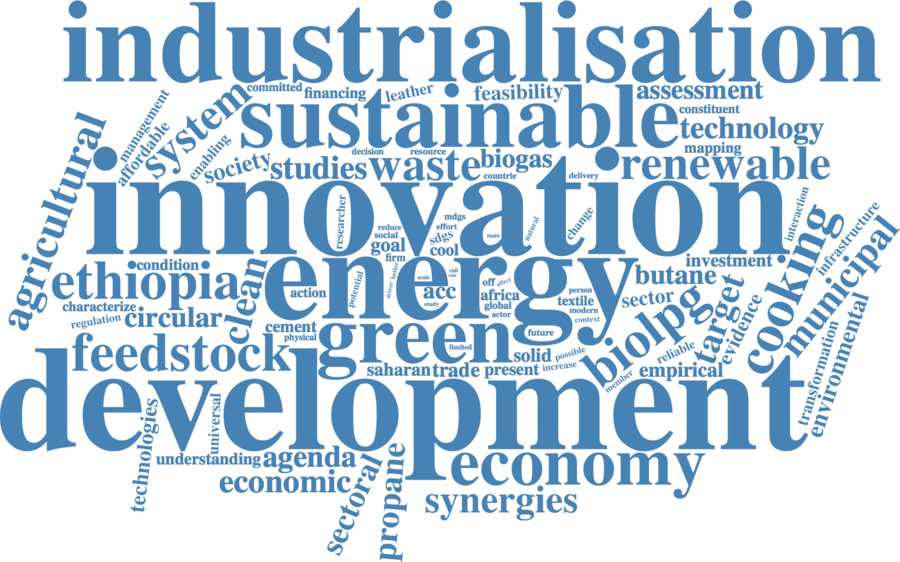 industrialisation
committed
financing
leather
feasibility
assessment
management
affordable
system
enabling
sustainable
constituent
technology
mapping
agricultural
society
studies
decision
resource
waste
biogas
countrie
delivery
renewable
innovation
researcher
mdgs
reduce
effort
social
sdgs
goal
cool
firm
main
natural
change
interaction
infrastructure
ethiopia
condition
clean
energy
butane
investment
cooking
municipal
characterize
regulation
circular
action
potential
driver
better
scale
call
rate
acc
study
off
effect
africa
global
actor
person
textile
modern
context
sector
target
evidence
cement
physical
green
limited
future
biolpg
feedstock
saharan
trade
present
solid
possible
increase
member
reliable
empirical
transformation
environmental
development
technologies
universal
understanding
agenda
economic
sectoral
propane
economy
synergies